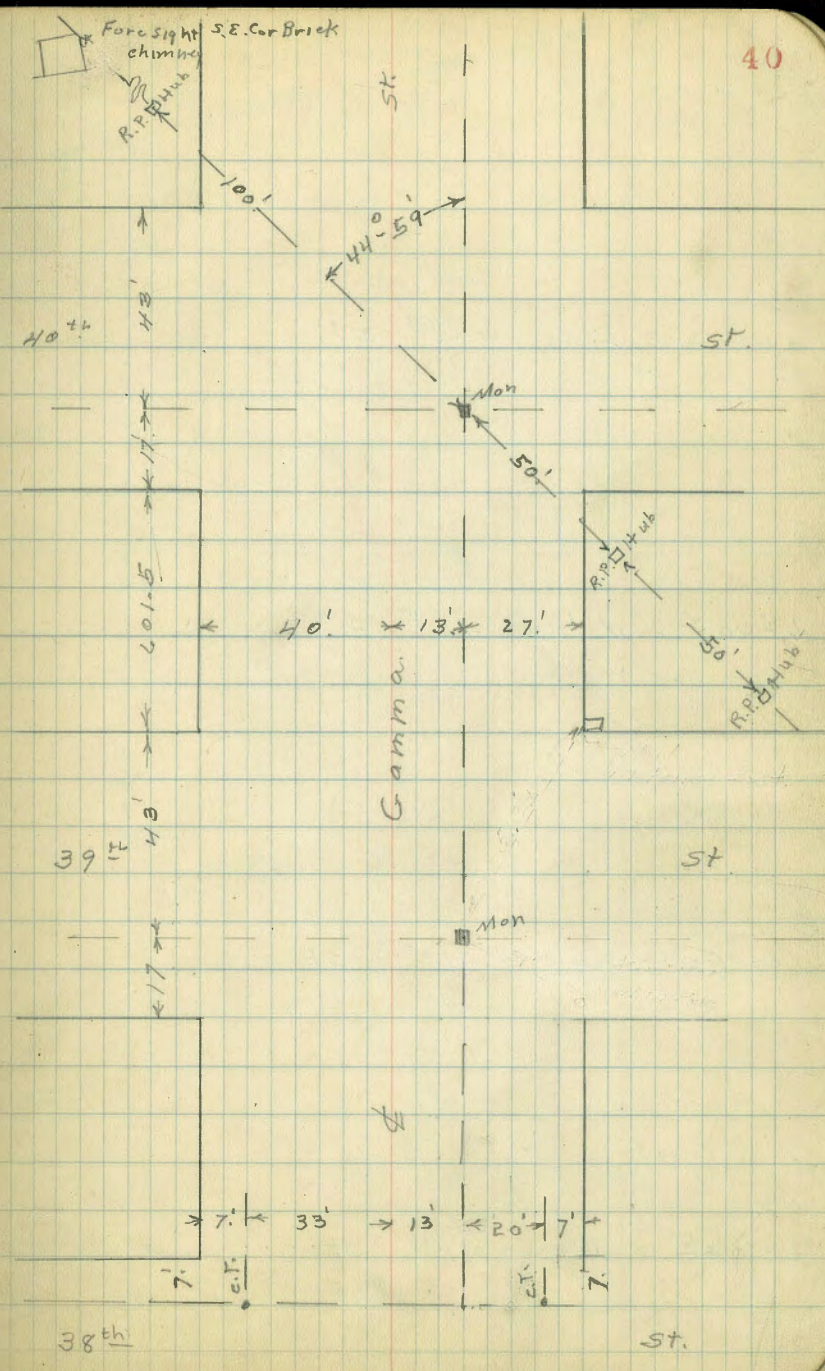 Foresight S.E. Cor Brick
chimney
40
R.P. Hub
St.
100'
44°-59'
43'
40th
St.
Mon
17'
50'
R.P. Hub
601.5
40'. 13'. 27'.
50'
R.P. Hub
Gamma
43'
39th
St
Mon
17
₵
7.' 33' 13' 20' 7'
7.'
C.T.
C.T.
7'
38th
St.